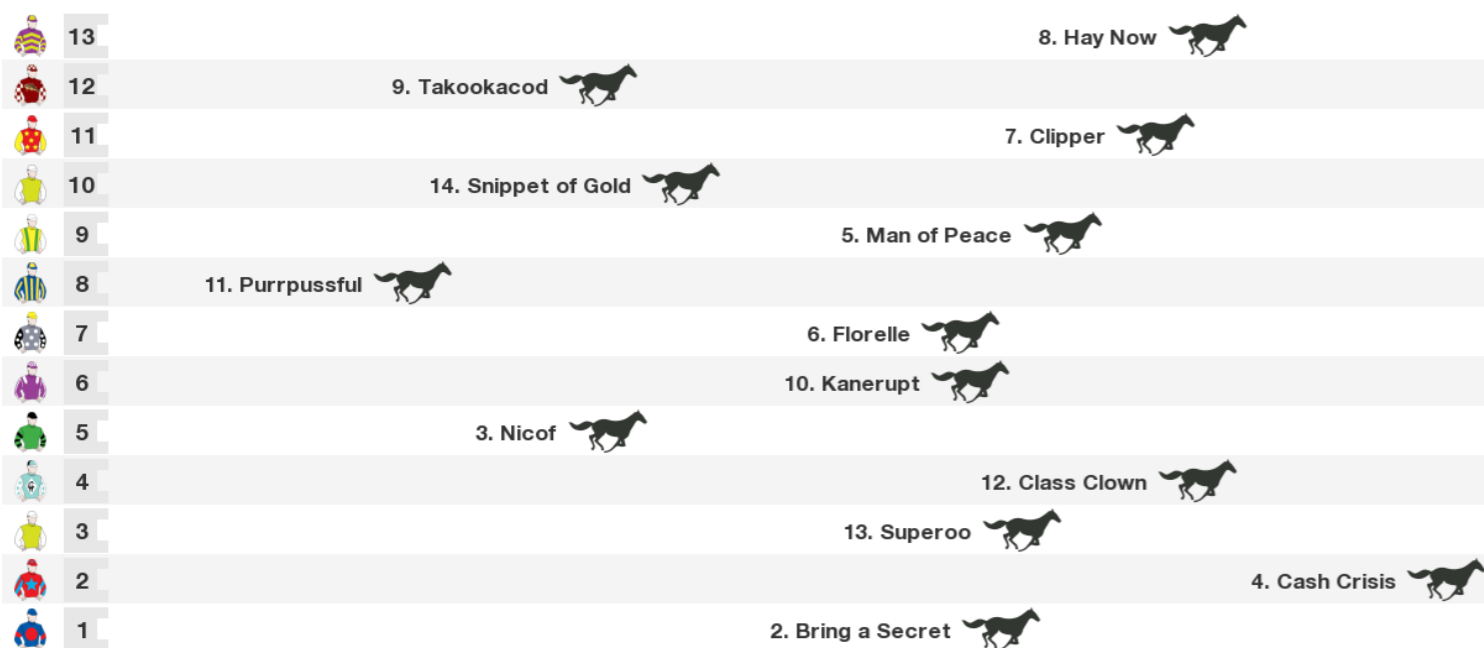 13 8. Hay Now
12 9. Takookacod
11 7. Clipper
10 14. Snippet of Gold
9 5. Man of Peace
8 11. Purrpussful
7 6. Florelle
6 10. Kanerupt
5 3. Nicof
4 12. Class Clown
3 13. Superoo
2 4. Cash Crisis
1 2. Bring a Secret